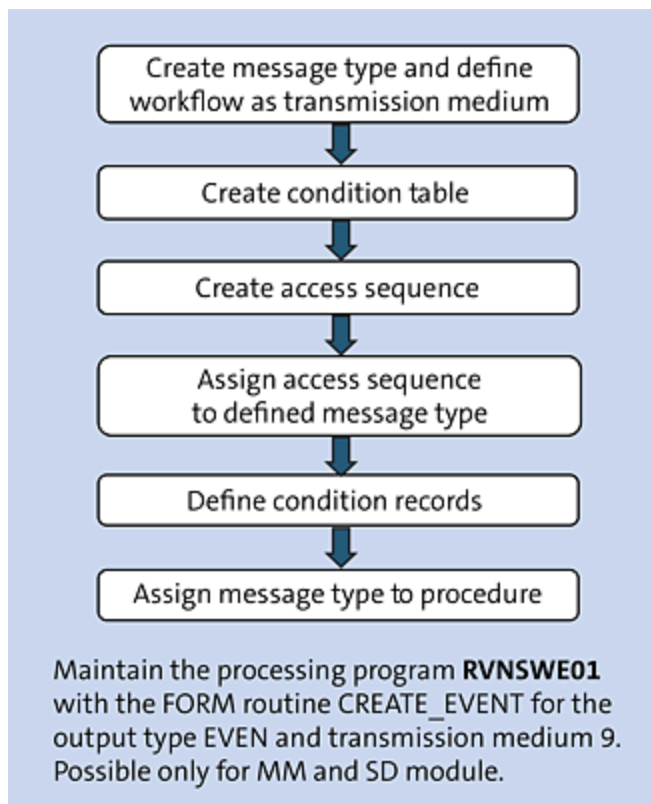 Create message type and define
workflow as transmission medium
Create condition table
Create access sequence
Assign access sequence
to defined message type
Define condition records
Assign message type to procedure
Maintain the processing program RVNSWE01
with the FORM routine CREATE_EVENT for the
output type EVEN and transmission medium 9.
Possible only for MM and SD module.